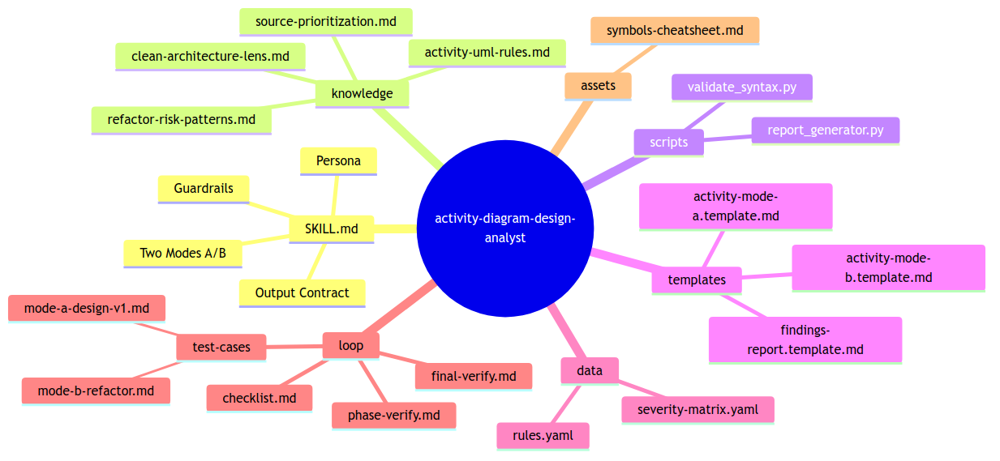 source-prioritization.md
symbols-cheatsheet.md
clean-architecture-lens.md
activity-uml-rules.md
assets
validate_syntax.py
knowledge
refactor-risk-patterns.md
report_generator.py
scripts
Persona
Guardrails
activity-mode-
a.template.md
SKILL.md
activity-diagram-design-
analyst
Two Modes A/B
activity-mode-
b.template.md
templates
Output Contract
mode-a-design-v1.md
findings-
report.template.md
test-cases
loop
final-verify.md
data
mode-b-refactor.md
checklist.md
phase-verify.md
severity-matrix.yaml
rules.yaml